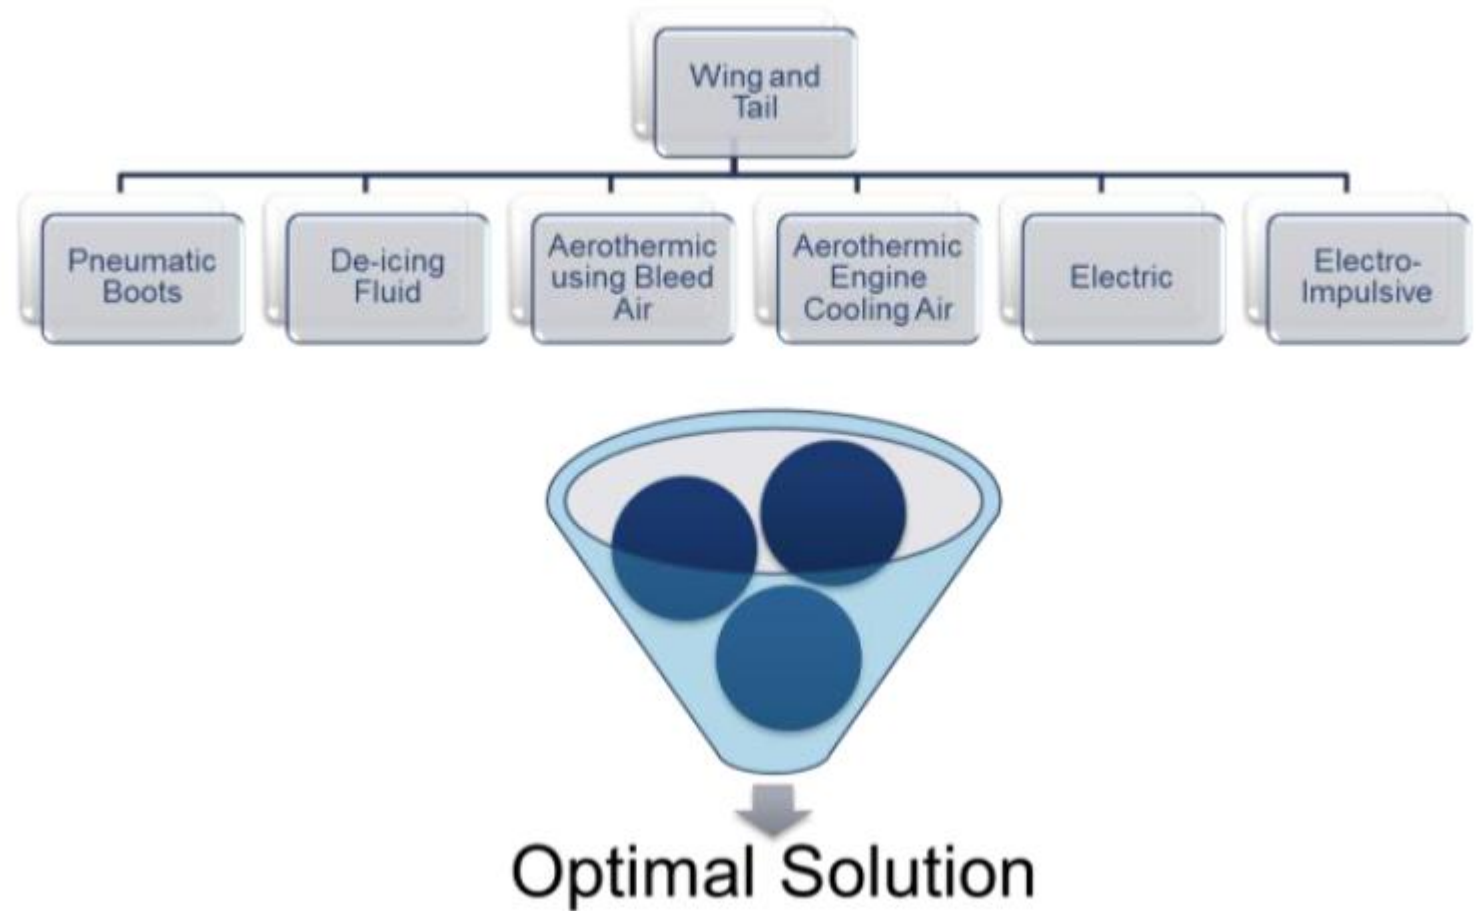 Wing and
Tail
Pneumatic
Boots
De-icing
Fluid
Aerothermic
using Bleed
Air
Aerothermic
Engine
Cooling Air
Electric
Electro-
Impulsive
Optimal Solution